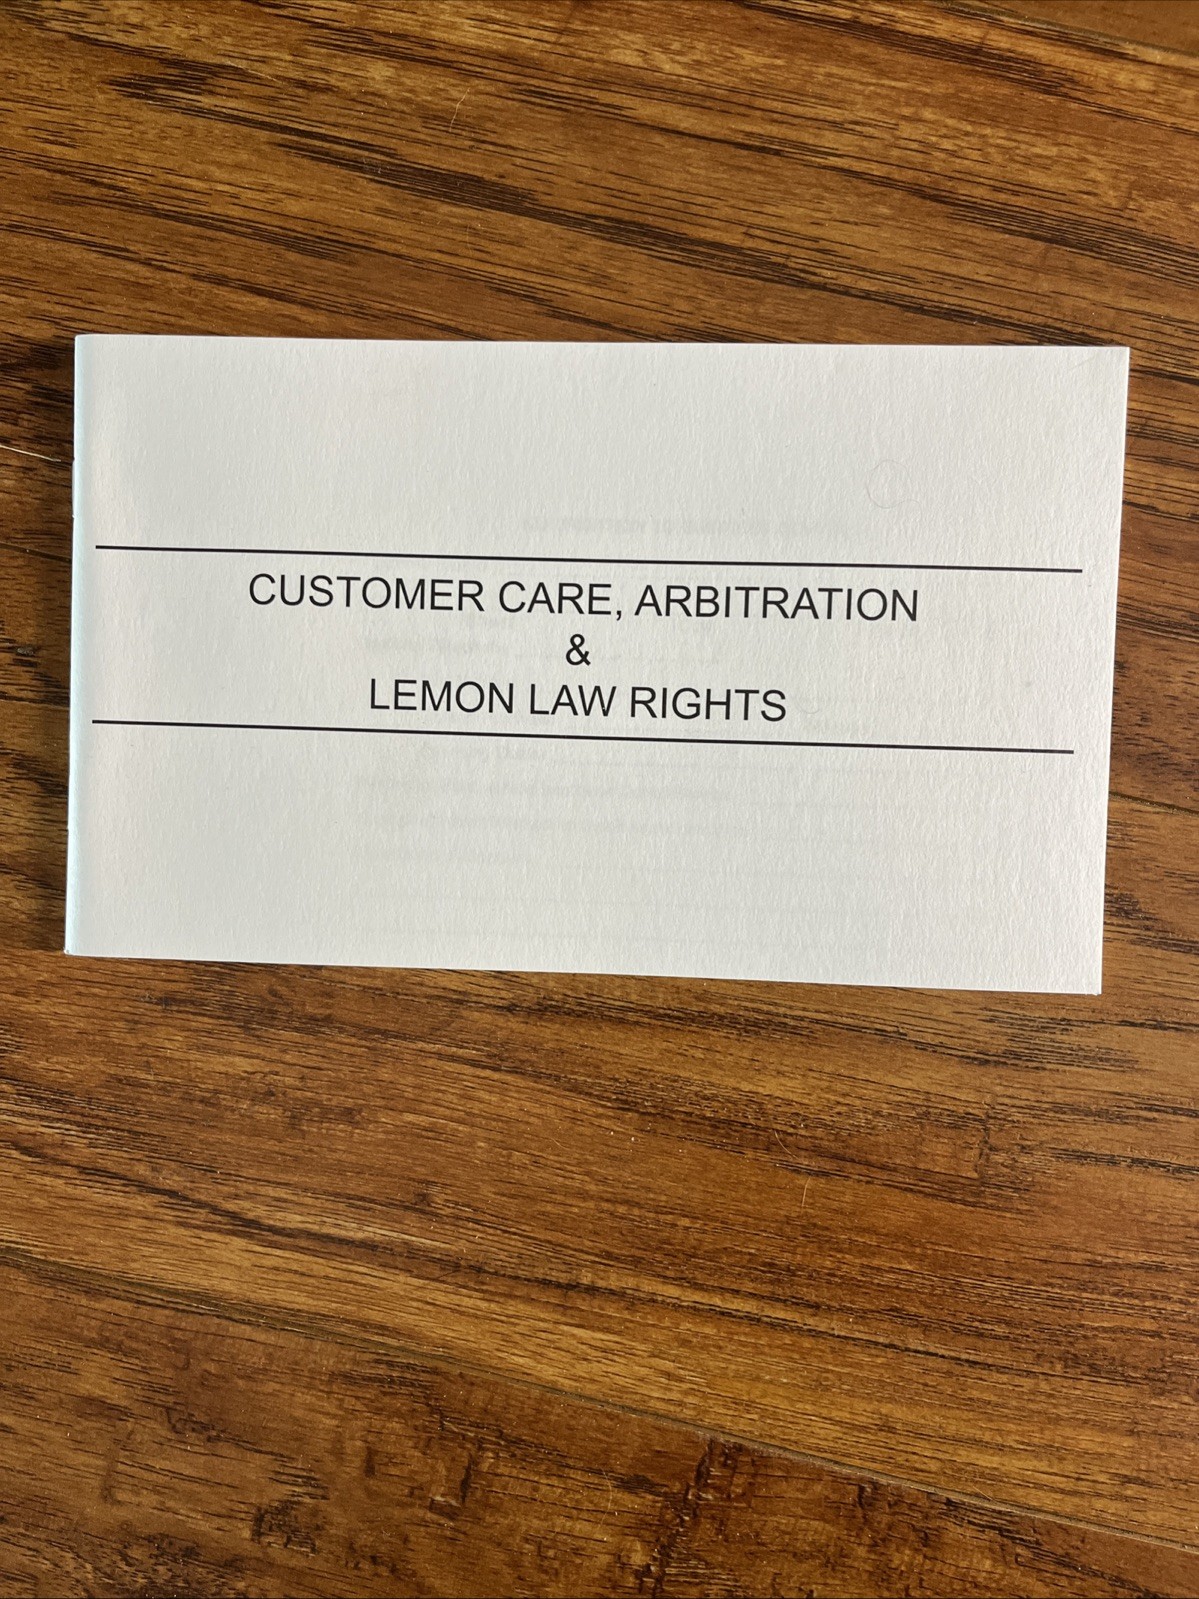 CUSTOMER CARE, ARBITRATION
&
LEMON LAW RIGHTS